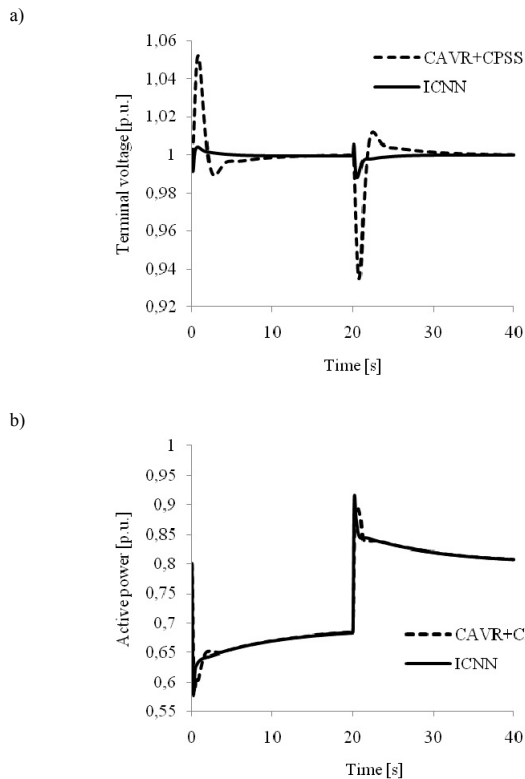 a)
1,06
1,04
1,02
1
0,98
0,96
0,94
0,92
Terminal voltage [p.u.]
CAVR+CPSS
ICNN
0
10
20
30
40
Time [s]
b)
1
0,95
0,9
0,85
0,8
0,75
0,7
0,65
0,6
0,55
Active power [p.u.]
CAVR+C
ICNN
0
10
20
30
40
Time [s]